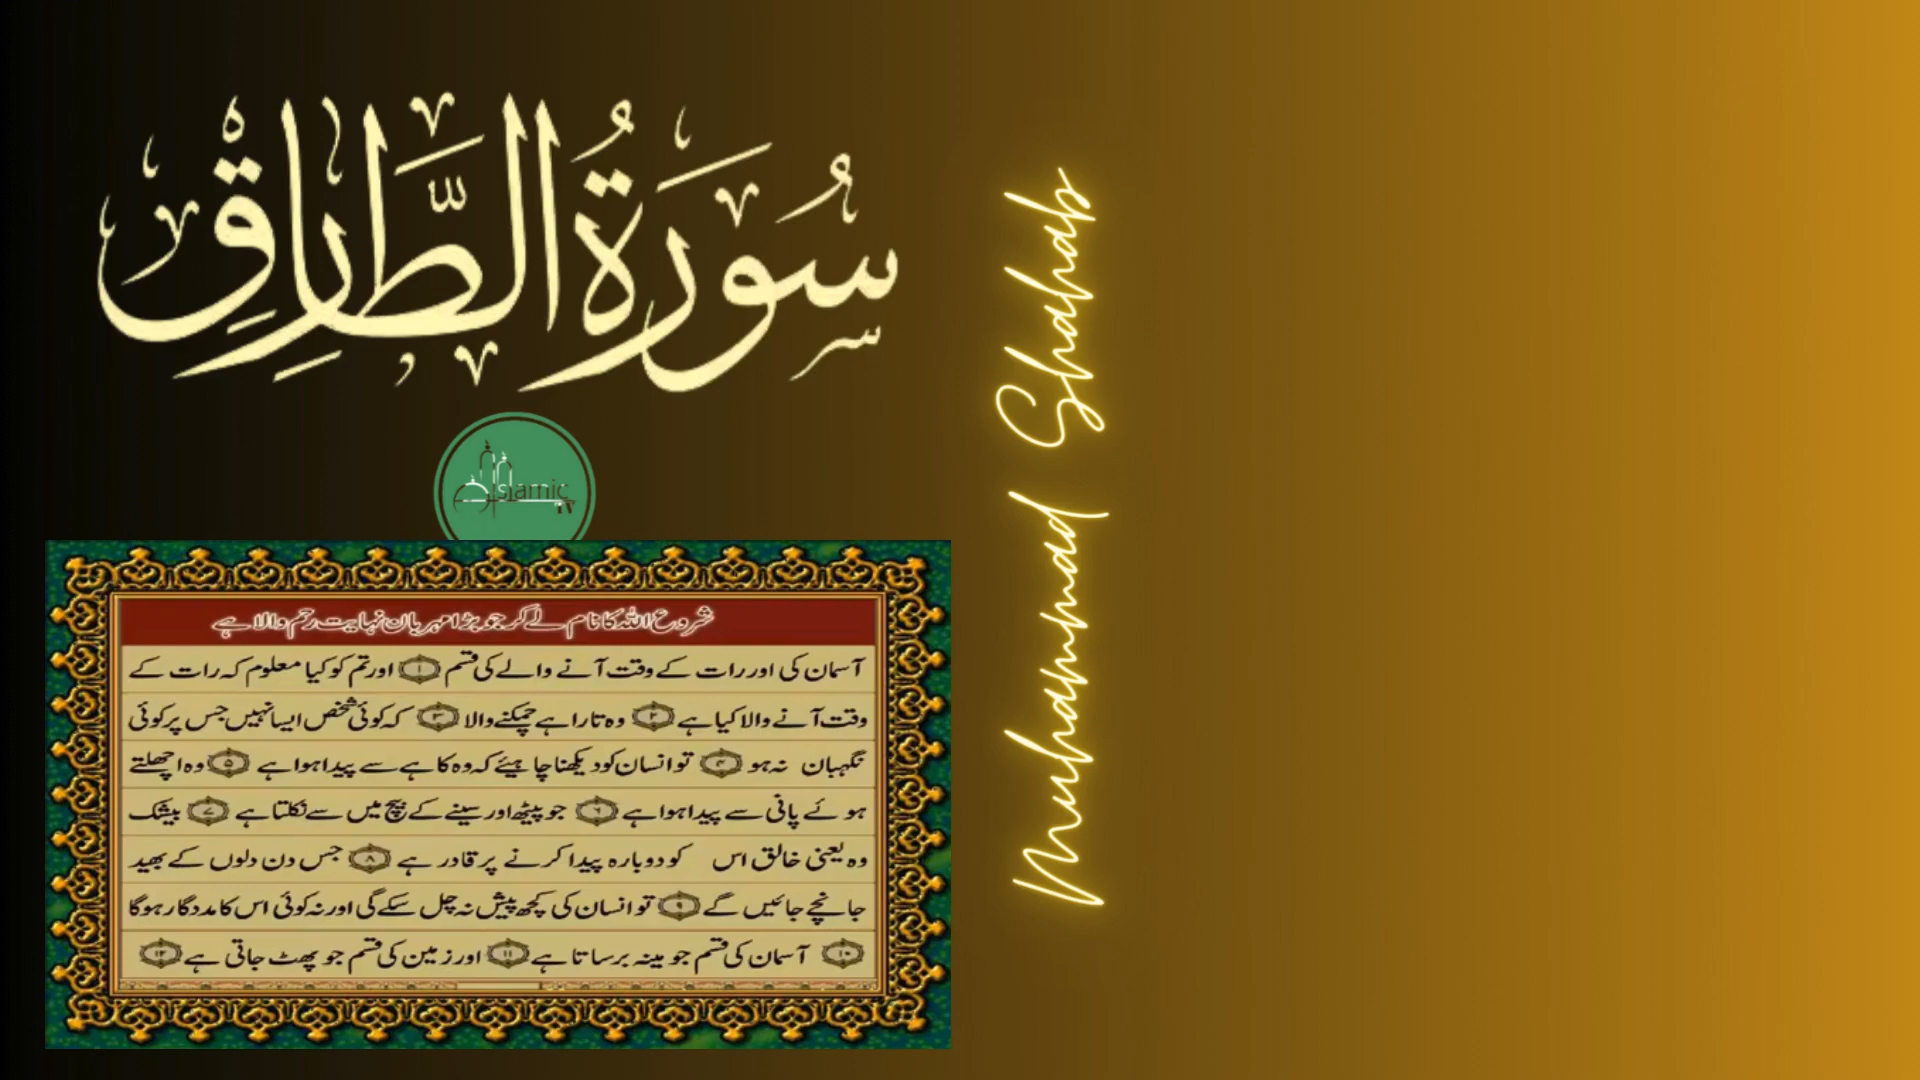 سُورَةُ الطَّارِقِ
Islamic TV
شروع اللہ کا نام لے کر جو بڑا مہربان نہایت رحم والا ہے
آسمان کی اور رات کے وقت آنے والے کی قسم ۱ اور تم کو کیا معلوم کہ رات کے
وقت آنے والا کیا ہے ۲ وہ تارا ہے چمکنے والا ۳ کہ کوئی شخص ایسا نہیں جس پر کوئی
نگہبان نہ ہو ۴ تو انسان کو دیکھنا چاہیئے کہ وہ کاہے سے پیدا ہوا ہے ۵ وہ اچھلتے
ہوئے پانی سے پیدا ہوا ہے ۶ جو پیٹھ اور سینے کے بیچ میں سے نکلتا ہے ۷ بیشک
وہ یعنی خالق اس کو دوبارہ پیدا کرنے پر قادر ہے ۸ جس دن دلوں کے بھید
جانچے جائیں گے ۹ تو انسان کی کچھ پیش نہ چل سکے گی اور نہ کوئی اس کا مددگار ہوگا
۱۰ آسمان کی قسم جو مینہ برساتا ہے ۱۱ اور زمین کی قسم جو پھٹ جاتی ہے ۱۲
Muhammad Shahab